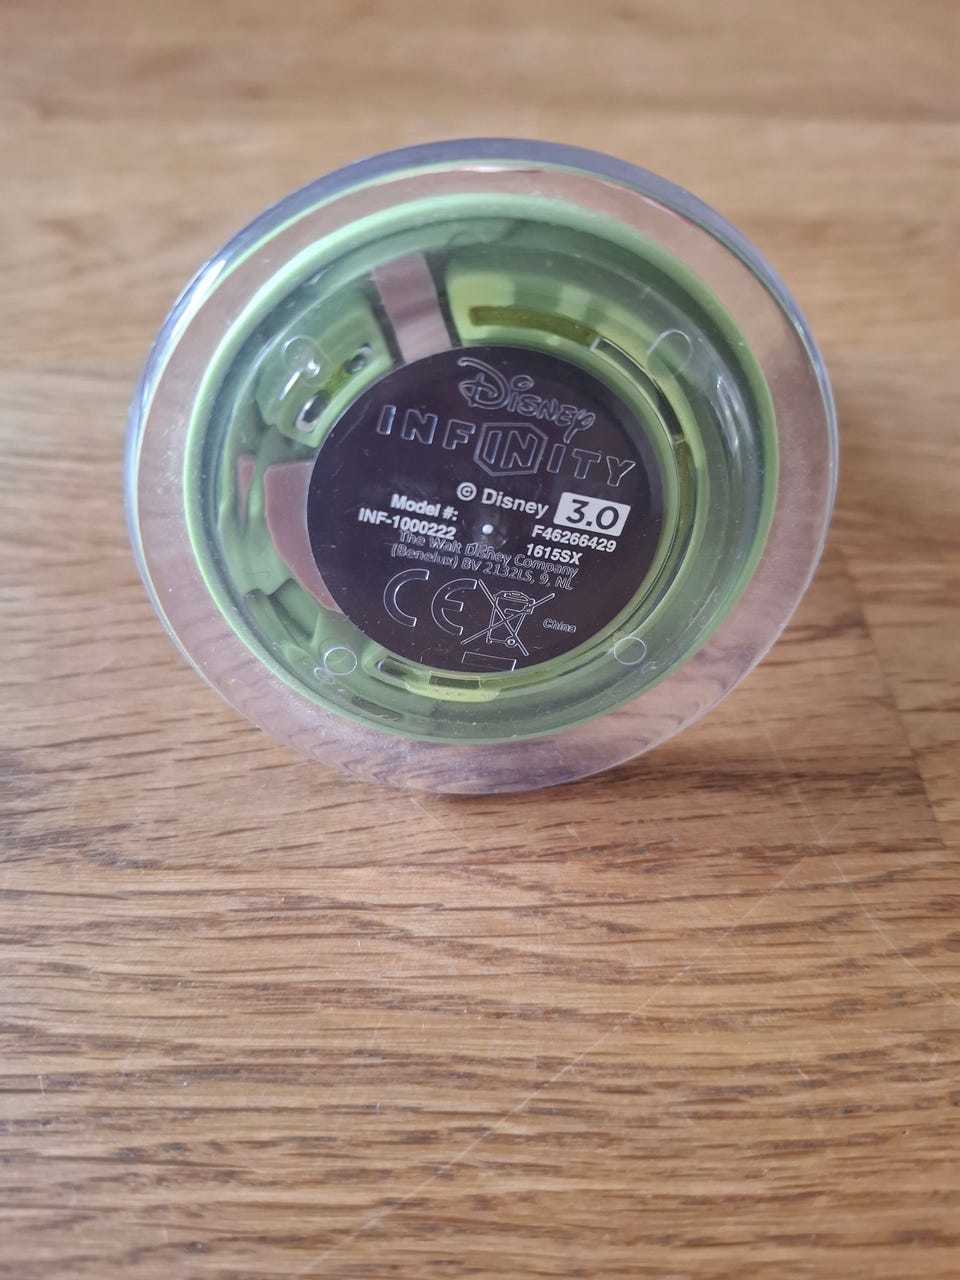 Disney
INFINITY
© Disney 3.0
Model #: F46266429
INF-1000222 1615SX
The Walt Disney Company
(Benelux) BV 2132LS, 9, NL
CE
China